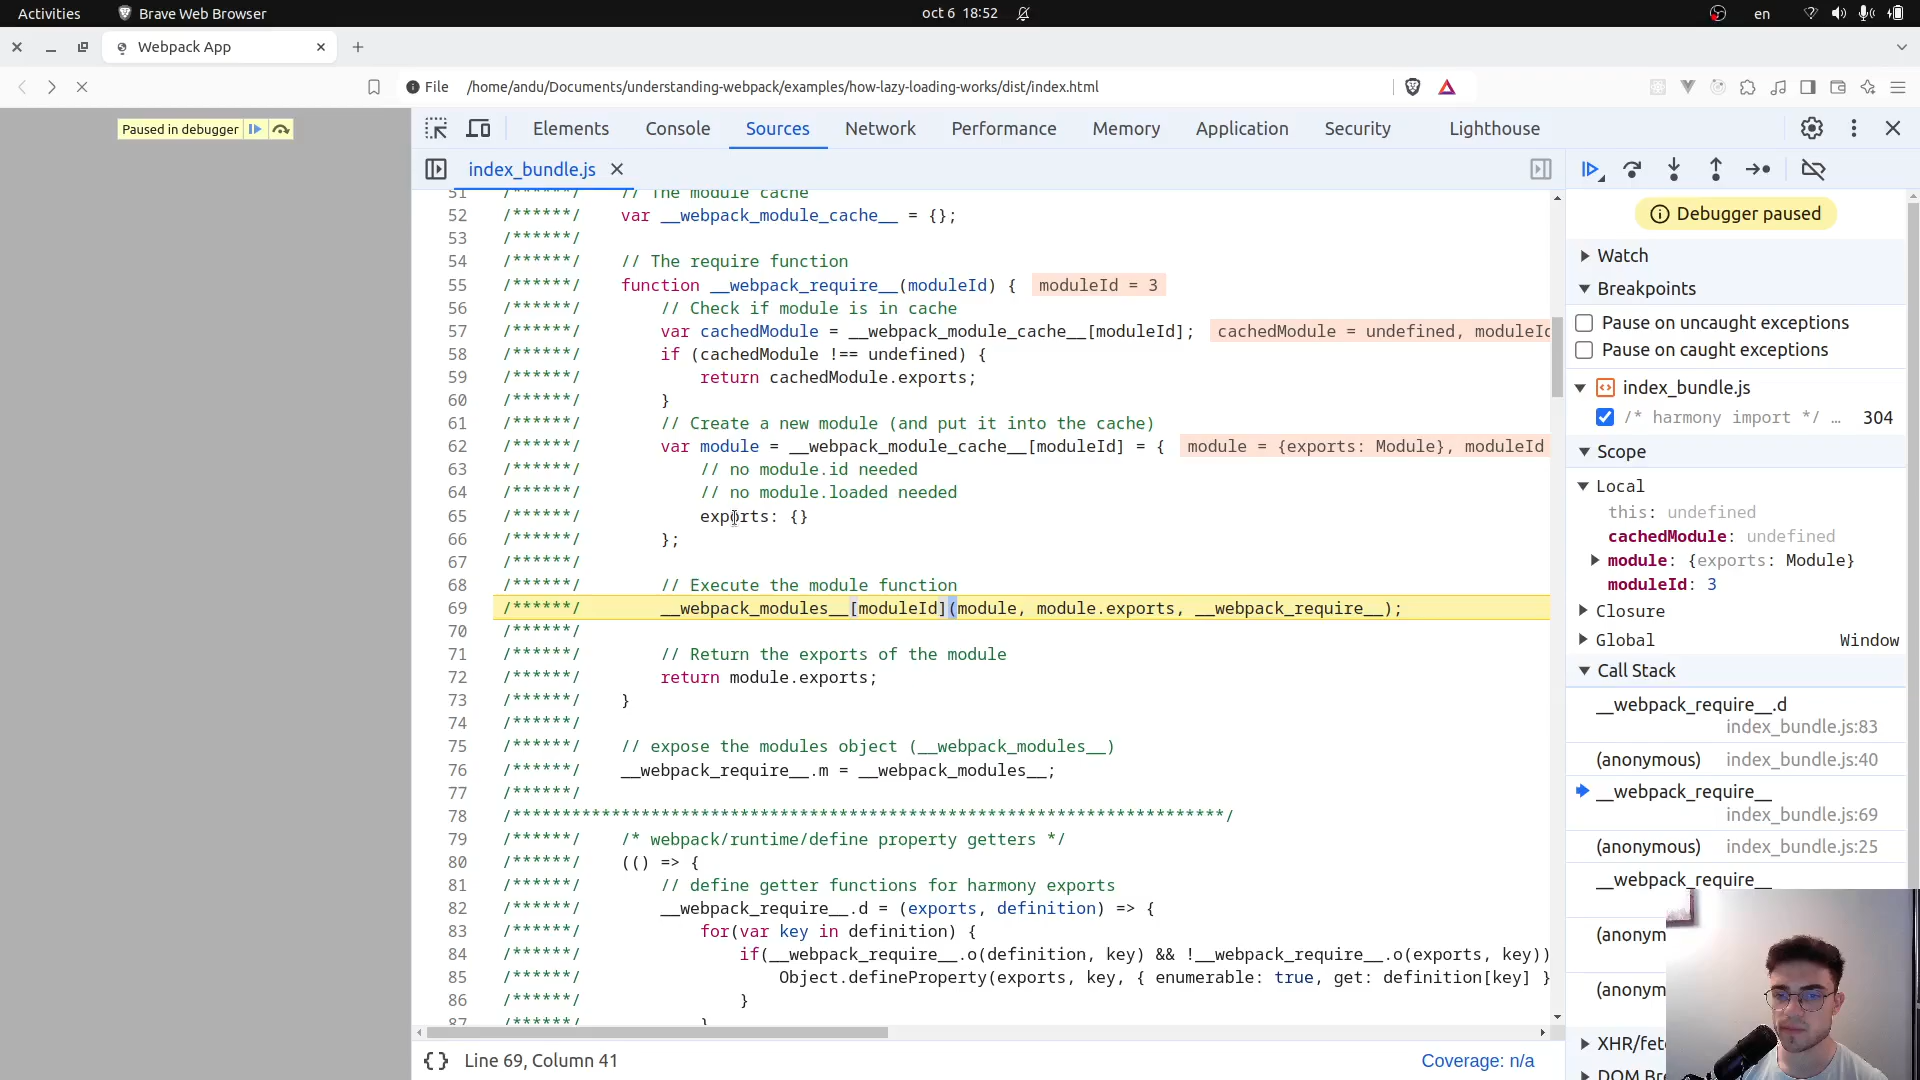 Activities
Brave Web Browser
oct 6 18:52
en
Webpack App
File
/home/andu/Documents/understanding-webpack/examples/how-lazy-loading-works/dist/index.html
Paused in debugger
Elements
Console
Sources
Network
Performance
Memory
Application
Security
Lighthouse
index_bundle.js
51 /******/ // The module cache
52 /******/ var __webpack_module_cache__ = {};
53 /******/
54 /******/ // The require function
55 /******/ function __webpack_require__(moduleId) { moduleId = 3
56 /******/ // Check if module is in cache
57 /******/ var cachedModule = __webpack_module_cache__[moduleId]; cachedModule = undefined,
58 /******/ if (cachedModule !== undefined) {
59 /******/ return cachedModule.exports;
60 /******/ }
61 /******/ // Create a new module (and put it into the cache)
62 /******/ var module = __webpack_module_cache__[moduleId] = { module = {exports: Module}, moduleId
63 /******/ // no module.id needed
64 /******/ // no module.loaded needed
65 /******/ exports: {}
66 /******/ };
67 /******/
68 /******/ // Execute the module function
69 /******/ __webpack_modules__[moduleId](module, module.exports, __webpack_require__);
70 /******/
71 /******/ // Return the exports of the module
72 /******/ return module.exports;
73 /******/ }
74 /******/
75 /******/ // expose the modules object (__webpack_modules__)
76 /******/ __webpack_require__.m = __webpack_modules__;
77 /******/
78 /************************************************************************/
79 /******/ /* webpack/runtime/define property getters */
80 /******/ (() => {
81 /******/ // define getter functions for harmony exports
82 /******/ __webpack_require__.d = (exports, definition) => {
83 /******/ for(var key in definition) {
84 /******/ if(__webpack_require__.o(definition, key) && !__webpack_require__.o(exports, key))
85 /******/ Object.defineProperty(exports, key, { enumerable: true, get: definition[key] }
86 /******/ }
87 /******/ }
{} Line 69, Column 41
Coverage: n/a
Debugger paused
Watch
Breakpoints
Pause on uncaught exceptions
Pause on caught exceptions
index_bundle.js
/* harmony import */ … 304
Scope
Local
this: undefined
cachedModule: undefined
module: {exports: Module}
moduleId: 3
Closure
Global Window
Call Stack
__webpack_require__.d
index_bundle.js:83
(anonymous) index_bundle.js:40
__webpack_require__
index_bundle.js:69
(anonymous) index_bundle.js:25
__webpack_require__
(anonym
(anonym
XHR/fet
DOM Br